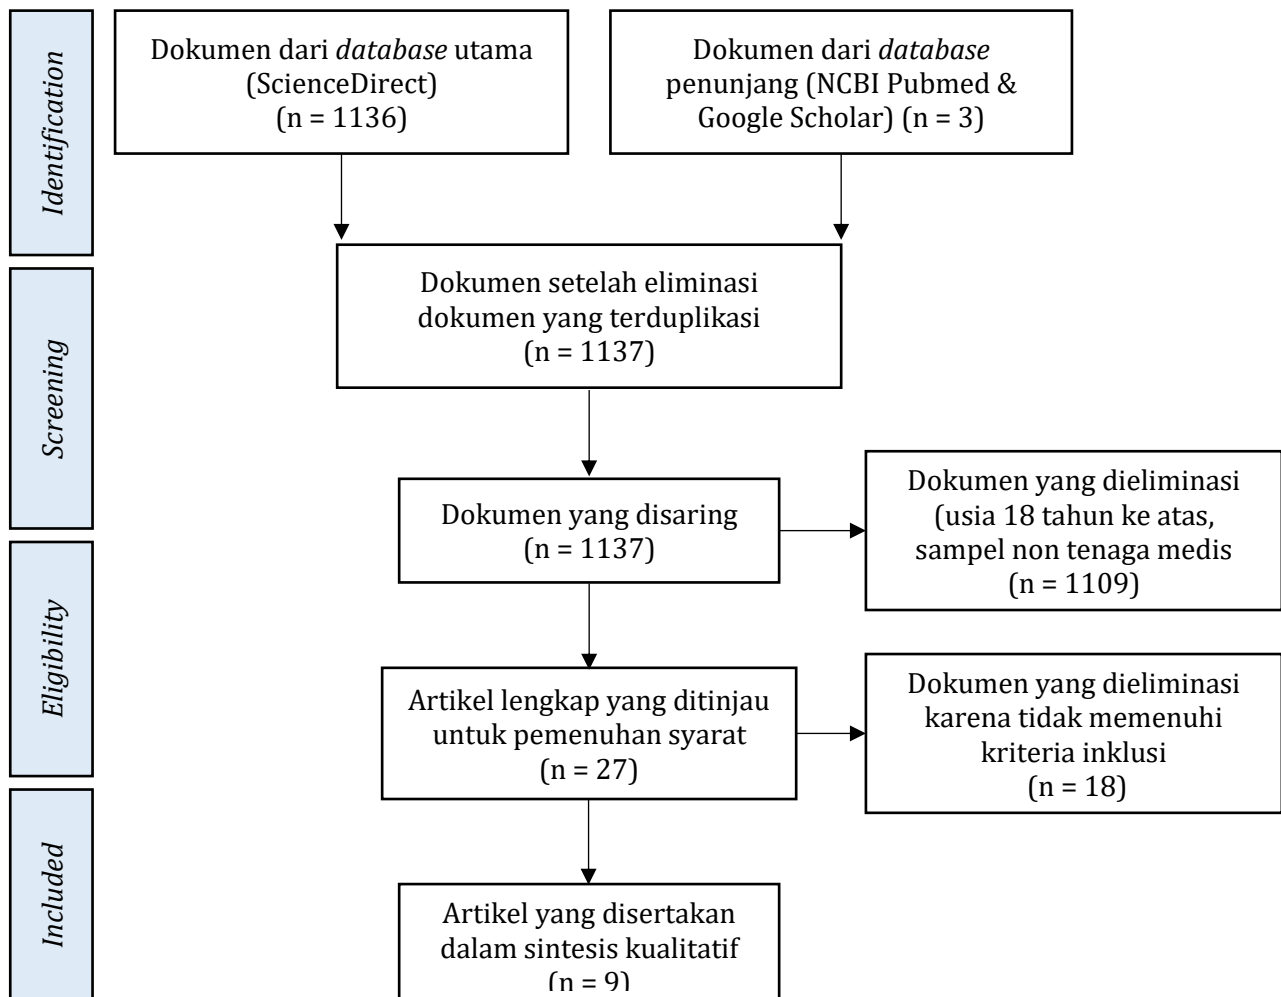 Identification
Dokumen dari database utama
(ScienceDirect)
(n = 1136)
Dokumen dari database
penunjang (NCBI Pubmed &
Google Scholar) (n = 3)
Screening
Dokumen setelah eliminasi
dokumen yang terduplikasi
(n = 1137)
Dokumen yang disaring
(n = 1137)
Dokumen yang dieliminasi
(usia 18 tahun ke atas,
sampel non tenaga medis
(n = 1109)
Eligibility
Artikel lengkap yang ditinjau
untuk pemenuhan syarat
(n = 27)
Dokumen yang dieliminasi
karena tidak memenuhi
kriteria inklusi
(n = 18)
Included
Artikel yang disertakan
dalam sintesis kualitatif
(n = 9)